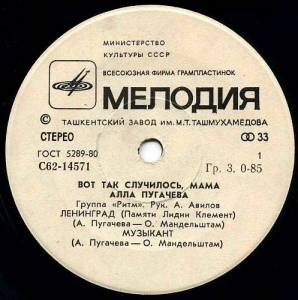 МИНИСТЕРСТВО
КУЛЬТУРЫ СССР
ВСЕСОЮЗНАЯ ФИРМА ГРАМПЛАСТИНОК
МЕЛОДИЯ
© ТАШКЕНТСКИЙ ЗАВОД ИМ. М.Т. ТАШМУХАМЕДОВА
СТЕРЕО 33
ГОСТ 5289-80 1
С62-14571 Гр. 3. 0-85
ВОТ ТАК СЛУЧИЛОСЬ, МАМА
АЛЛА ПУГАЧЕВА
Группа «Ритм». Рук. А. Авилов
ЛЕНИНГРАД (Памяти Лидии Клемент)
(А. Пугачева—О. Мандельштам)
МУЗЫКАНТ
(А. Пугачева—О. Мандельштам)